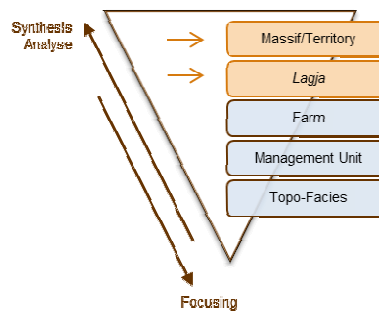 Synthesis
Analyse
Massif/Territory
Lagja
Farm
Management Unit
Topo-Facies
Focusing